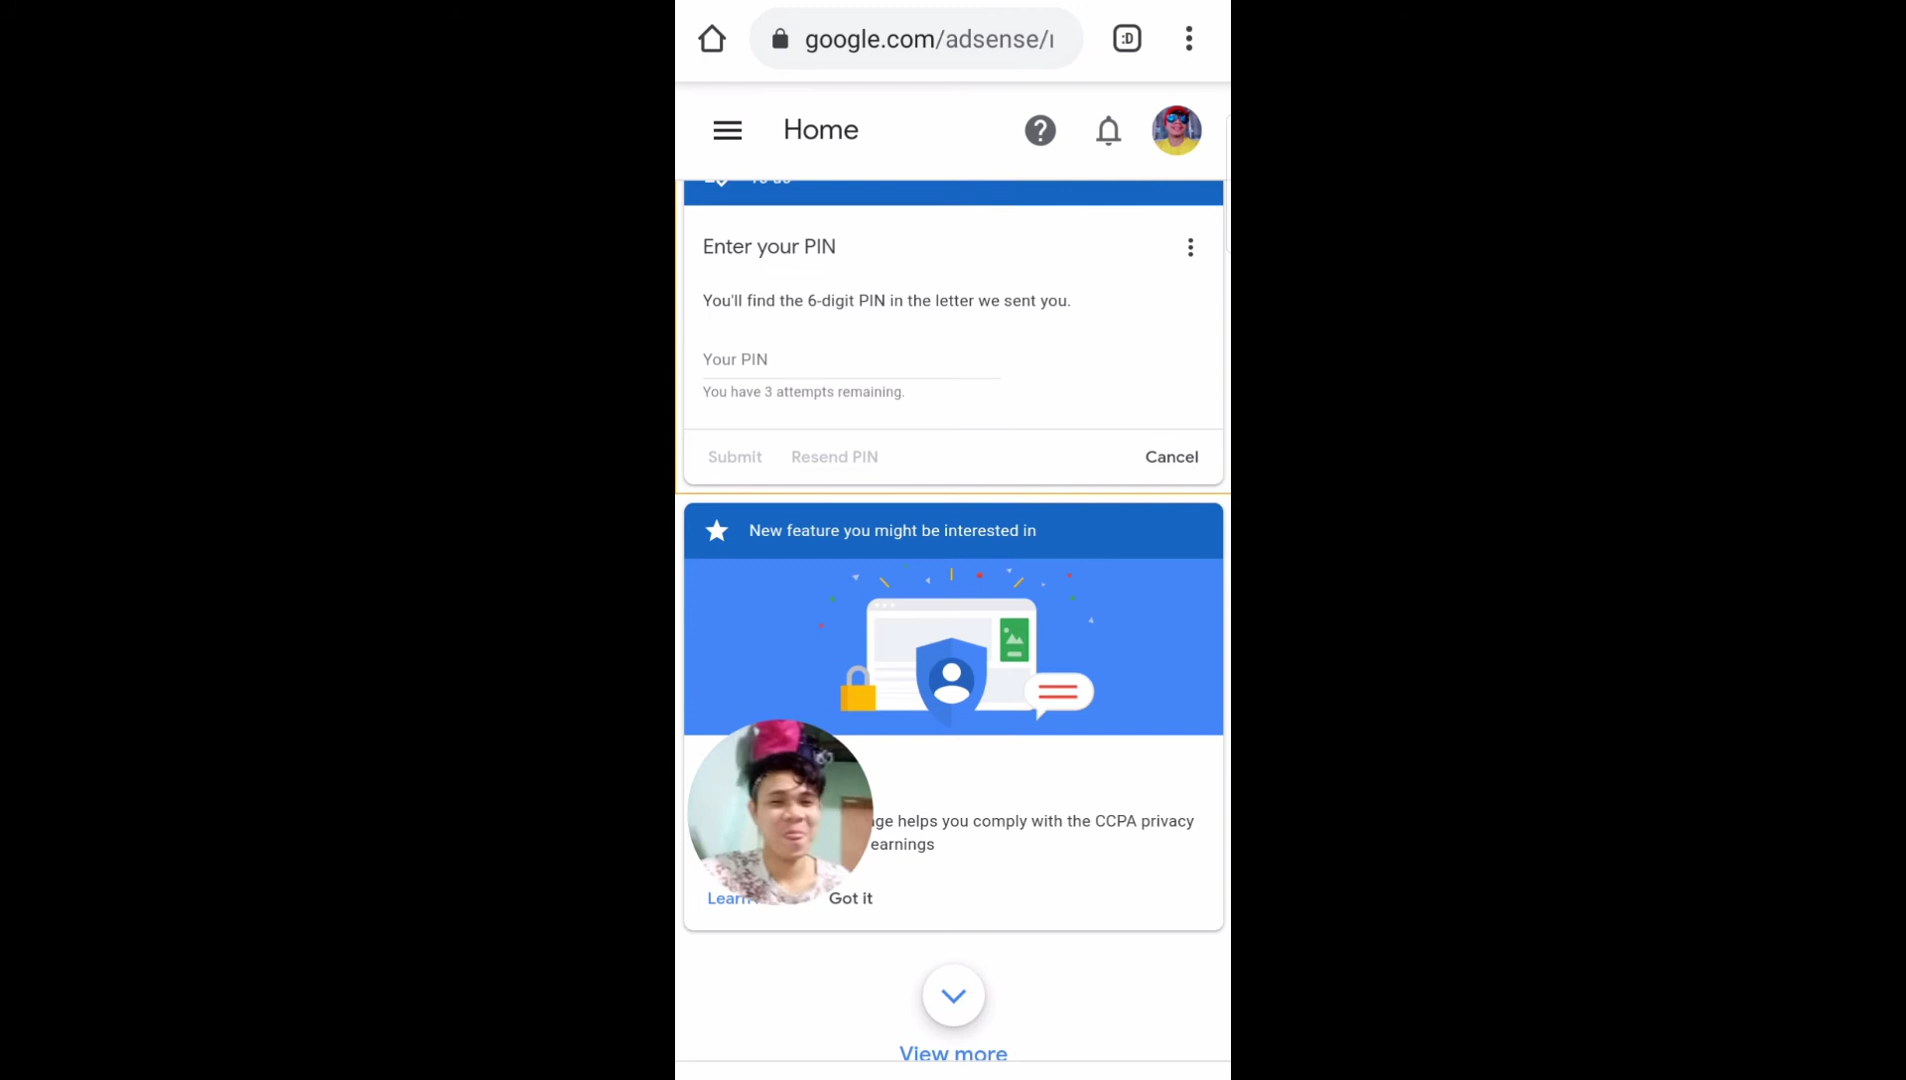 google.com/adsense/
:D
Home
Enter your PIN
You'll find the 6-digit PIN in the letter we sent you.
Your PIN
You have 3 attempts remaining.
Submit Resend PIN Cancel
New feature you might be interested in
helps you comply with the CCPA privacy
earnings
Learn Got it
View more